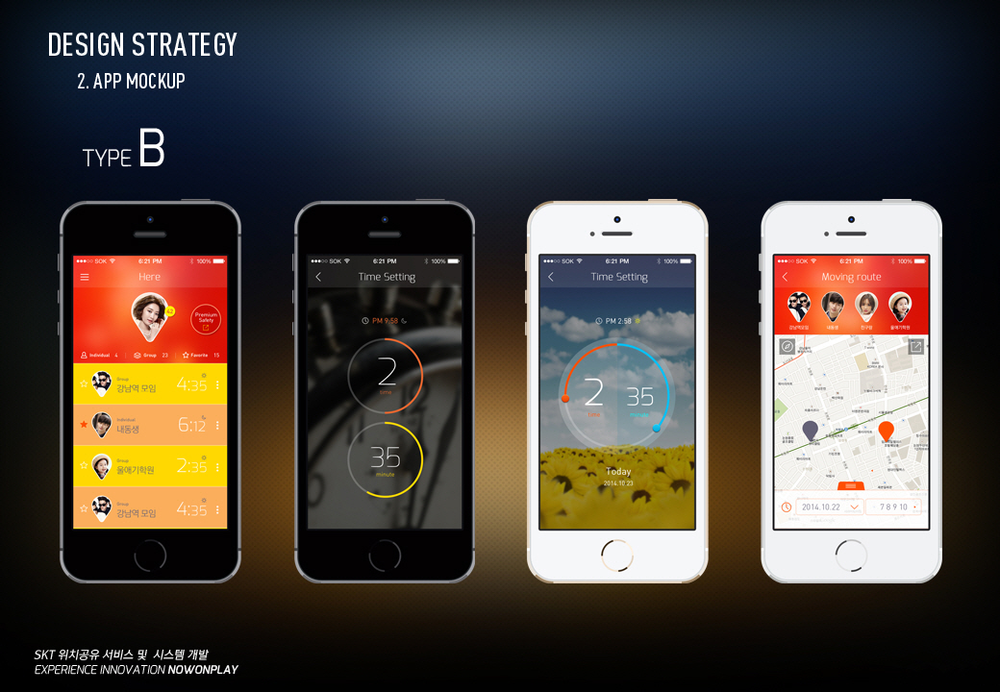 DESIGN STRATEGY
2. APP MOCKUP
TYPE B
SOK 6:21 PM 100%
Here
42
Premium
Safety
Individual 4 Group 23 Favorite 15
Group
강남역 모임 4:35
Individual
내동생 6:12
Group
울애기학원 2:35
Group
강남역 모임 4:35
SOK 6:21 PM 100%
Time Setting
PM 9:58
2
time
35
minute
SOK 6:21 PM 100%
Time Setting
PM 2:58
2 35
Today
2014.10.23
SOK 6:21 PM 100%
Moving route
강남역모임 내동생 친구랑 울애기학원
2014.10.22 7 8 9 10
SKT 위치공유 서비스 및 시스템 개발
EXPERIENCE INNOVATION NOWONPLAY